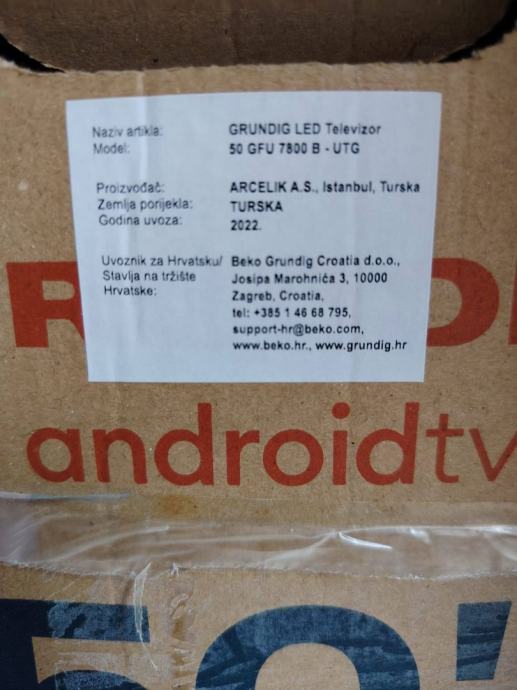 Naziv artikla: GRUNDIG LED Televizor
Model: 50 GFU 7800 B - UTG
Proizvođač: ARCELIK A.S., Istanbul, Turska
Zemlja porijekla: TURSKA
Godina uvoza: 2022.
Uvoznik za Hrvatsku/ Beko Grundig Croatia d.o.o.,
Stavlja na tržište Josipa Marohnića 3, 10000
Hrvatske: Zagreb, Croatia,
tel: +385 1 46 68 795,
support-hr@beko.com,
www.beko.hr., www.grundig.hr
androidtv
50"